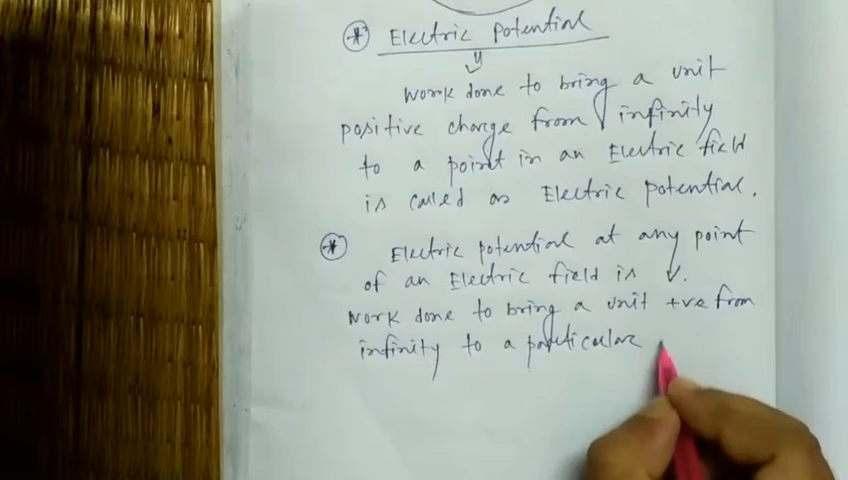 * Electric Potential
Work done to bring a unit
positive charge from infinity
to a point in an Electric field
is called as Electric potential.
* Electric potential at any point
of an Electric field is V.
Work done to bring a unit +ve from
infinity to a particular